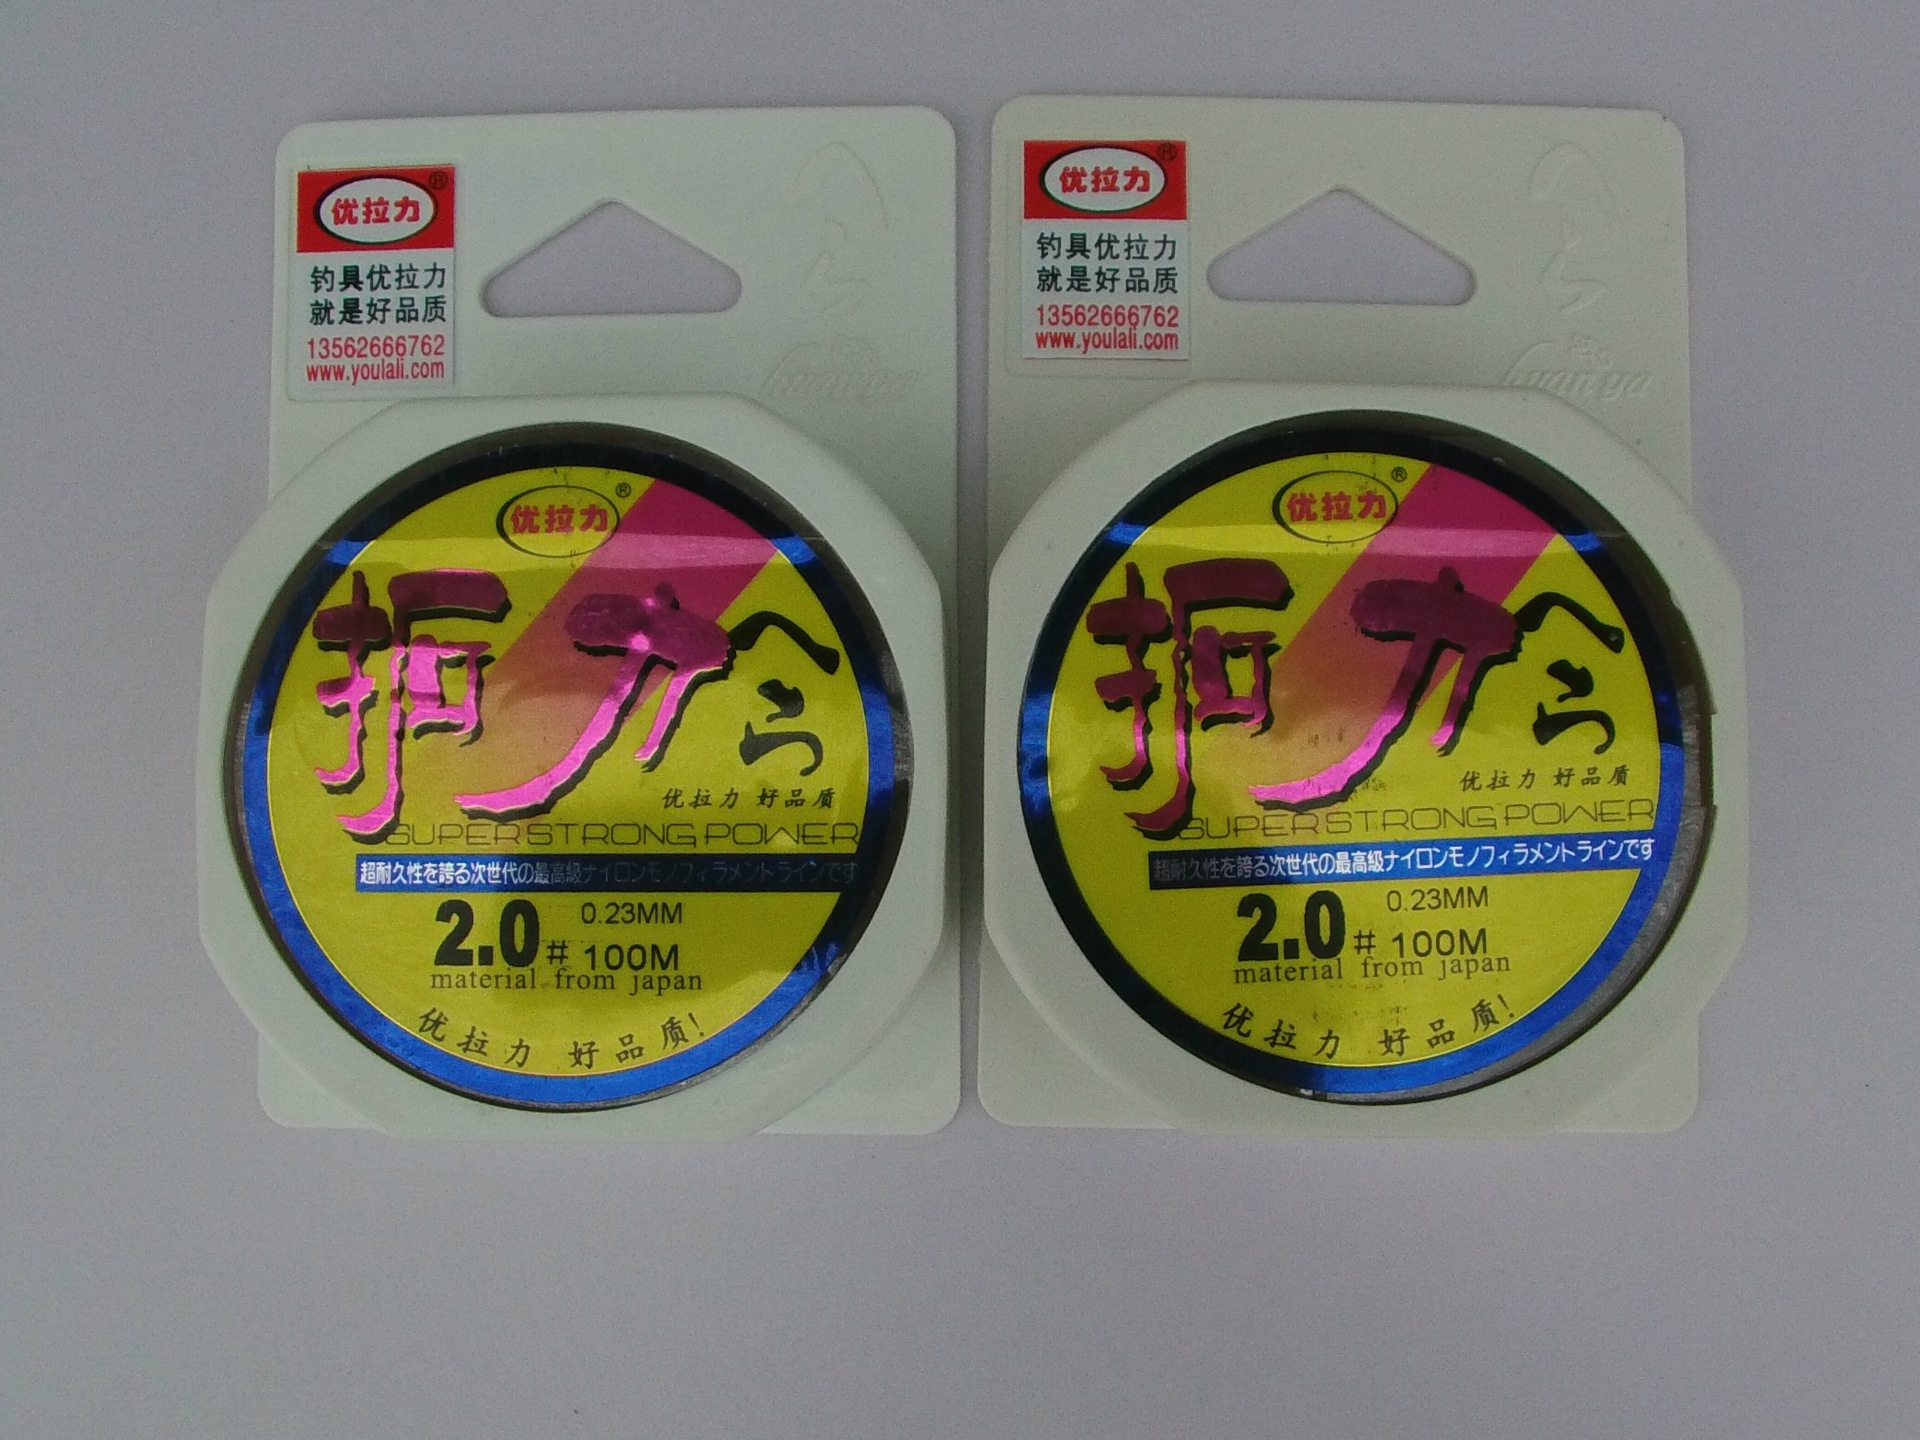 优拉力®
钓具优拉力
就是好品质
13562666762
www.youlali.com
优拉力®
力
へら
优拉力 好品质
SUPER STRONG POWER
超耐久性を誇る次世代の最高級ナイロンモノフィラメントラインです
2.0# 0.23MM
100M
material from japan
优拉力 好品质!
优拉力®
钓具优拉力
就是好品质
13562666762
www.youlali.com
优拉力®
力
へら
优拉力 好品质
SUPER STRONG POWER
超耐久性を誇る次世代の最高級ナイロンモノフィラメントラインです
2.0# 0.23MM
100M
material from japan
优拉力 好品质!